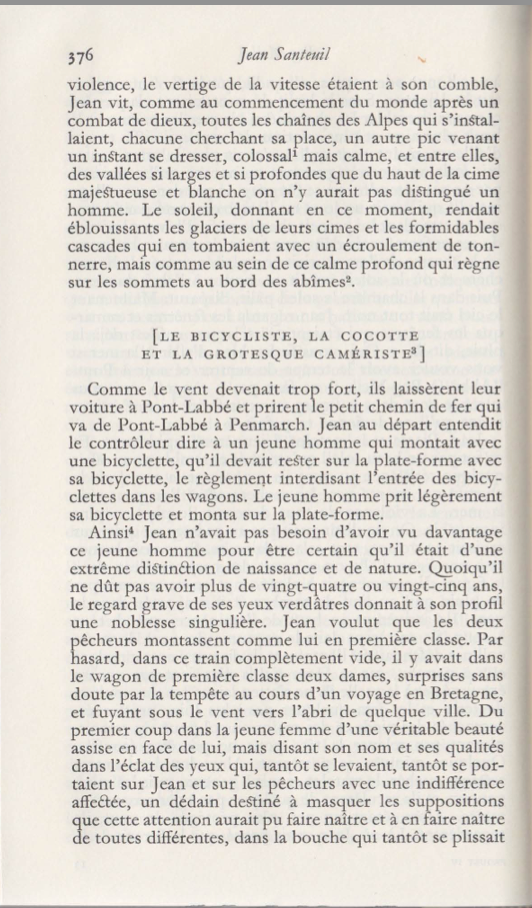 376
Jean Santeuil
violence, le vertige de la vitesse étaient à son comble,
Jean vit, comme au commencement du monde après un
combat de dieux, toutes les chaînes des Alpes qui s'instal-
laient, chacune cherchant sa place, un autre pic venant
un instant se dresser, colossal¹ mais calme, et entre elles,
des vallées si larges et si profondes que du haut de la cime
majestueuse et blanche on n'y aurait pas distingué un
homme. Le soleil, donnant en ce moment, rendait
éblouissants les glaciers de leurs cimes et les formidables
cascades qui en tombaient avec un écroulement de ton-
nerre, mais comme au sein de ce calme profond qui règne
sur les sommets au bord des abîmes².
[LE BICYCLISTE, LA COCOTTE
ET LA GROTESQUE CAMÉRISTE³]
Comme le vent devenait trop fort, ils laissèrent leur
voiture à Pont-Labbé et prirent le petit chemin de fer qui
va de Pont-Labbé à Penmarch. Jean au départ entendit
le contrôleur dire à un jeune homme qui montait avec
une bicyclette, qu'il devait rester sur la plate-forme avec
sa bicyclette, le règlement interdisant l'entrée des bicy-
clettes dans les wagons. Le jeune homme prit légèrement
sa bicyclette et monta sur la plate-forme.
Ainsi⁴ Jean n'avait pas besoin d'avoir vu davantage
ce jeune homme pour être certain qu'il était d'une
extrême distinction de naissance et de nature. Quoiqu'il
ne dût pas avoir plus de vingt-quatre ou vingt-cinq ans,
le regard grave de ses yeux verdâtres donnait à son profil
une noblesse singulière. Jean voulut que les deux
pêcheurs montassent comme lui en première classe. Par
hasard, dans ce train complètement vide, il y avait dans
le wagon de première classe deux dames, surprises sans
doute par la tempête au cours d'un voyage en Bretagne,
et fuyant sous le vent vers l'abri de quelque ville. Du
premier coup dans la jeune femme d'une véritable beauté
assise en face de lui, mais disant son nom et ses qualités
dans l'éclat des yeux qui, tantôt se levaient, tantôt se por-
taient sur Jean et sur les pêcheurs avec une indifférence
affectée, un dédain destiné à masquer les suppositions
que cette attention aurait pu faire naître et à en faire naître
de toutes différentes, dans la bouche qui tantôt se plissait